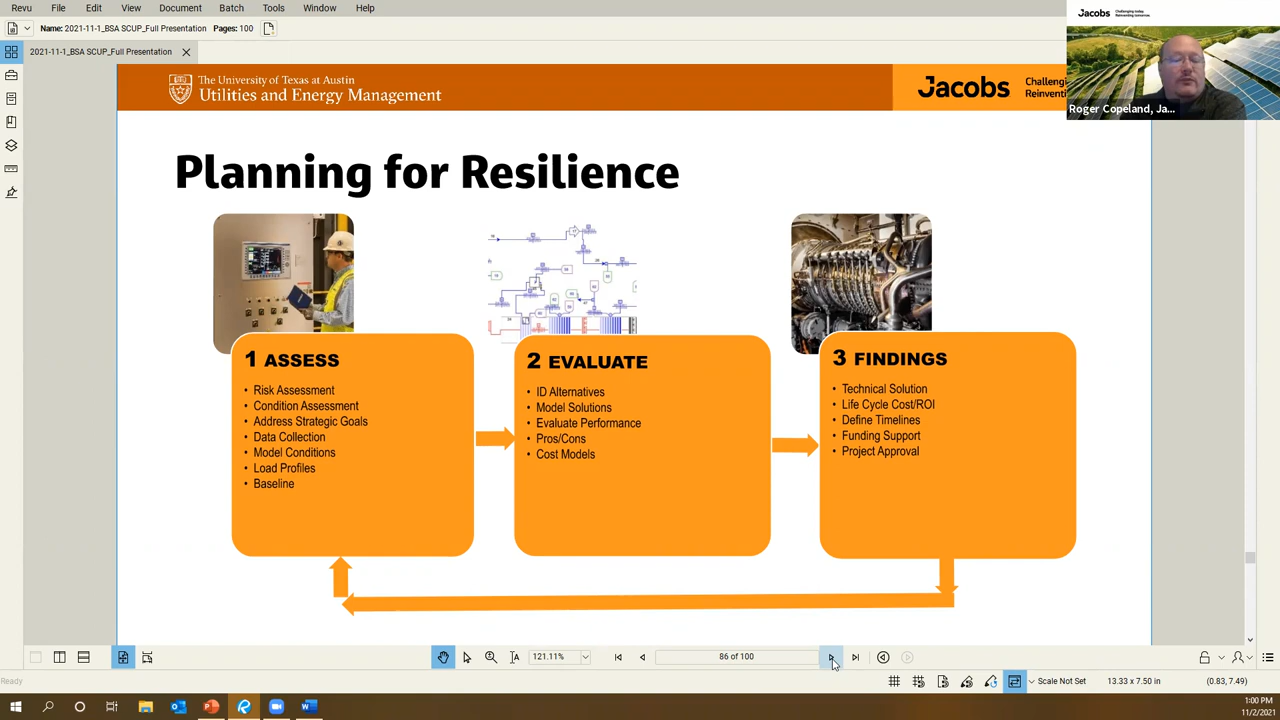 Revu File Edit View Document Batch Tools Window Help
Name: 2021-11-1_BSA SCUP_Full Presentation Pages: 100
2021-11-1_BSA SCUP_Full Presentation
Jacobs Challenging today. Reinventing tomorrow.
The University of Texas at Austin
Utilities and Energy Management
Jacobs
Roger Copeland, Ja...
Planning for Resilience
1 ASSESS
• Risk Assessment
• Condition Assessment
• Address Strategic Goals
• Data Collection
• Model Conditions
• Load Profiles
• Baseline
2 EVALUATE
• ID Alternatives
• Model Solutions
• Evaluate Performance
• Pros/Cons
• Cost Models
3 FINDINGS
• Technical Solution
• Life Cycle Cost/ROI
• Define Timelines
• Funding Support
• Project Approval
121.11% 86 of 100
Ready Scale Not Set 13.33 x 7.50 in (0.83, 7.49)
1:00 PM
11/2/2021